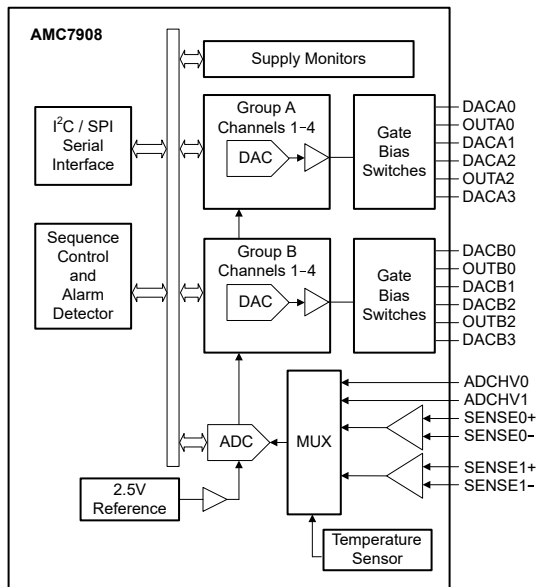 AMC7908
Supply Monitors
I²C / SPI
Serial
Interface
Group A
Channels 1−4
DAC
Gate
Bias
Switches
DACA0
OUTA0
DACA1
DACA2
OUTA2
DACA3
Sequence
Control
and
Alarm
Detector
Group B
Channels 1−4
DAC
Gate
Bias
Switches
DACB0
OUTB0
DACB1
DACB2
OUTB2
DACB3
ADC
MUX
ADCHV0
ADCHV1
SENSE0+
SENSE0−
SENSE1+
SENSE1−
2.5V
Reference
Temperature
Sensor